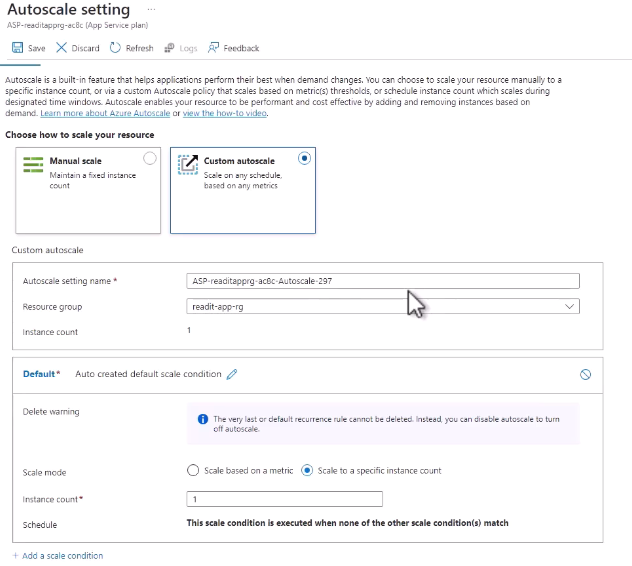 Autoscale setting ...
ASP-readitapprg-ac8c (App Service plan)
Save Discard Refresh Logs Feedback
Autoscale is a built-in feature that helps applications perform their best when demand changes. You can choose to scale your resource manually to a
specific instance count, or via a custom Autoscale policy that scales based on metric(s) thresholds, or schedule instance count which scales during
designated time windows. Autoscale enables your resource to be performant and cost effective by adding and removing instances based on
demand. Learn more about Azure Autoscale or view the how-to video.
Choose how to scale your resource
Manual scale
Maintain a fixed instance
count
Custom autoscale
Scale on any schedule,
based on any metrics
Custom autoscale
Autoscale setting name * ASP-readitapprg-ac8c-Autoscale-297
Resource group readit-app-rg
Instance count 1
Default* Auto created default scale condition
Delete warning
The very last or default recurrence rule cannot be deleted. Instead, you can disable autoscale to turn
off autoscale.
Scale mode Scale based on a metric Scale to a specific instance count
Instance count* 1
Schedule This scale condition is executed when none of the other scale condition(s) match
+ Add a scale condition